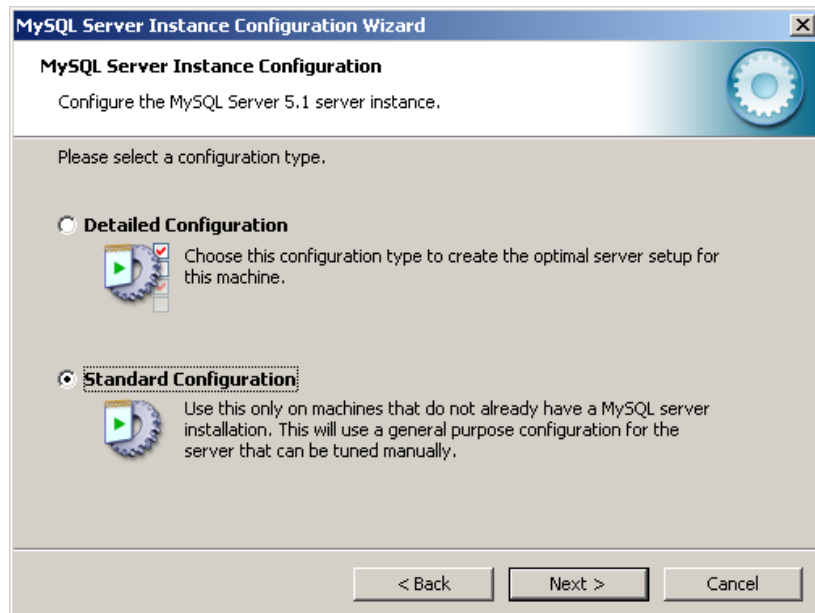 MySQL Server Instance Configuration Wizard
MySQL Server Instance Configuration
Configure the MySQL Server 5.1 server instance.
Please select a configuration type.
Detailed Configuration
Choose this configuration type to create the optimal server setup for
this machine.
Standard Configuration
Use this only on machines that do not already have a MySQL server
installation. This will use a general purpose configuration for the
server that can be tuned manually.
< Back
Next >
Cancel